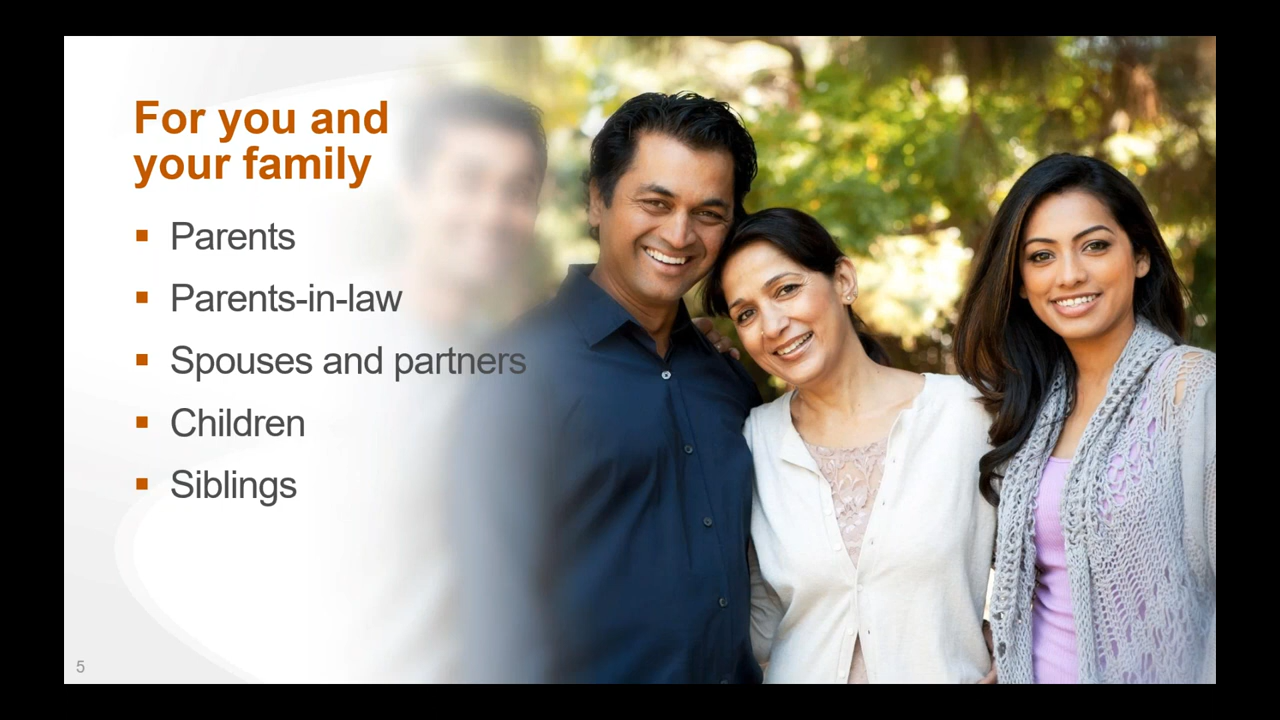 For you and
your family
▪ Parents
▪ Parents-in-law
▪ Spouses and partners
▪ Children
▪ Siblings
5